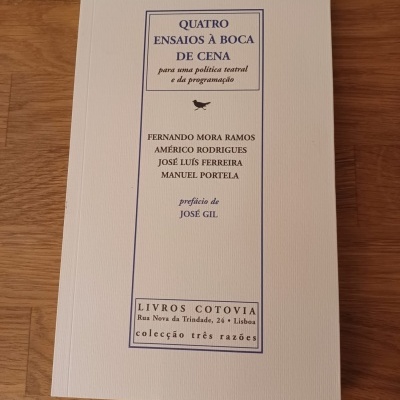 QUATRO
ENSAIOS À BOCA
DE CENA
para uma política teatral
e da programação
FERNANDO MORA RAMOS
AMÉRICO RODRIGUES
JOSÉ LUÍS FERREIRA
MANUEL PORTELA
prefácio de
JOSÉ GIL
LIVROS COTOVIA
Rua Nova da Trindade, 24 • Lisboa
colecção três razões